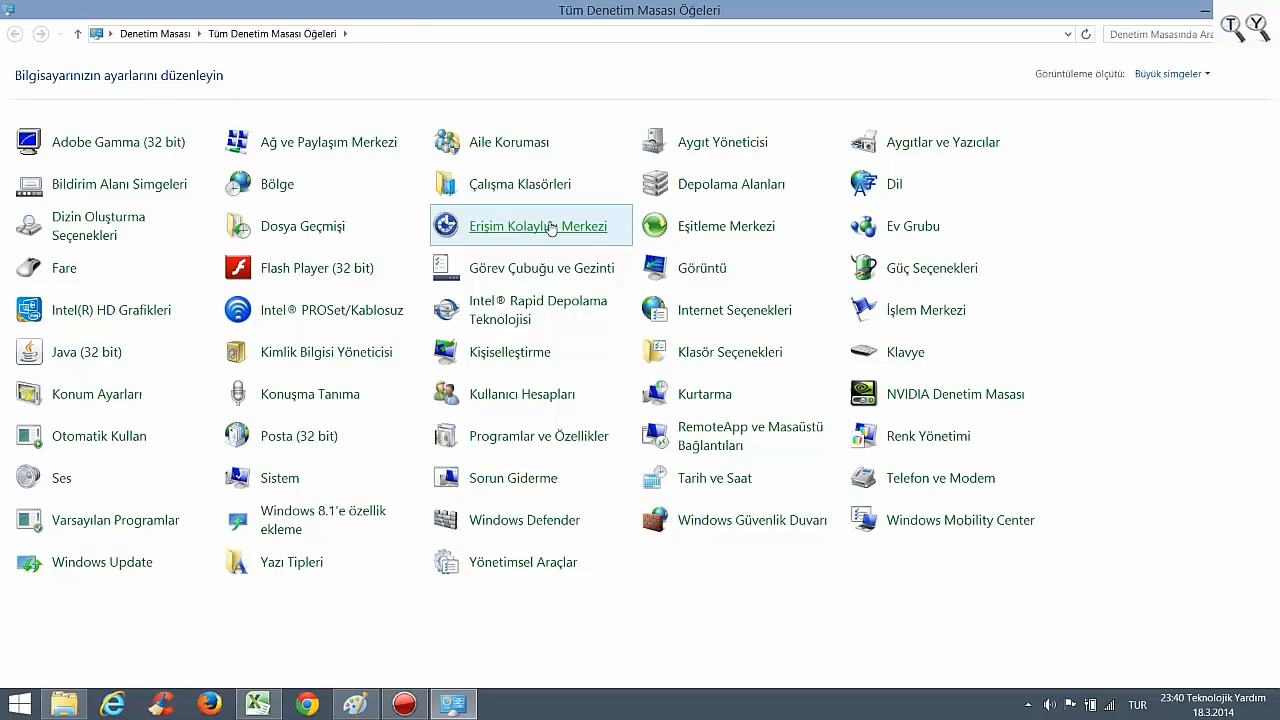 Tüm Denetim Masası Öğeleri
Denetim Masası
Tüm Denetim Masası Öğeleri
Denetim Masasında Ara
T Y
Bilgisayarınızın ayarlarını düzenleyin
Görüntüleme ölçütü: Büyük simgeler
Adobe Gamma (32 bit)
Ağ ve Paylaşım Merkezi
Aile Koruması
Aygıt Yöneticisi
Aygıtlar ve Yazıcılar
Bildirim Alanı Simgeleri
Bölge
Çalışma Klasörleri
Depolama Alanları
Dil
Dizin Oluşturma
Seçenekleri
Dosya Geçmişi
Erişim Kolaylığı Merkezi
Eşitleme Merkezi
Ev Grubu
Fare
Flash Player (32 bit)
Görev Çubuğu ve Gezinti
Görüntü
Güç Seçenekleri
Intel(R) HD Grafikleri
Intel® PROSet/Kablosuz
Intel® Rapid Depolama
Teknolojisi
Internet Seçenekleri
İşlem Merkezi
Java (32 bit)
Kimlik Bilgisi Yöneticisi
Kişiselleştirme
Klasör Seçenekleri
Klavye
Konum Ayarları
Konuşma Tanıma
Kullanıcı Hesapları
Kurtarma
NVIDIA Denetim Masası
Otomatik Kullan
Posta (32 bit)
Programlar ve Özellikler
RemoteApp ve Masaüstü
Bağlantıları
Renk Yönetimi
Ses
Sistem
Sorun Giderme
Tarih ve Saat
Telefon ve Modem
Varsayılan Programlar
Windows 8.1'e özellik
ekleme
Windows Defender
Windows Güvenlik Duvarı
Windows Mobility Center
Windows Update
Yazı Tipleri
Yönetimsel Araçlar
TUR
23:40 Teknolojik Yardım
18.3.2014